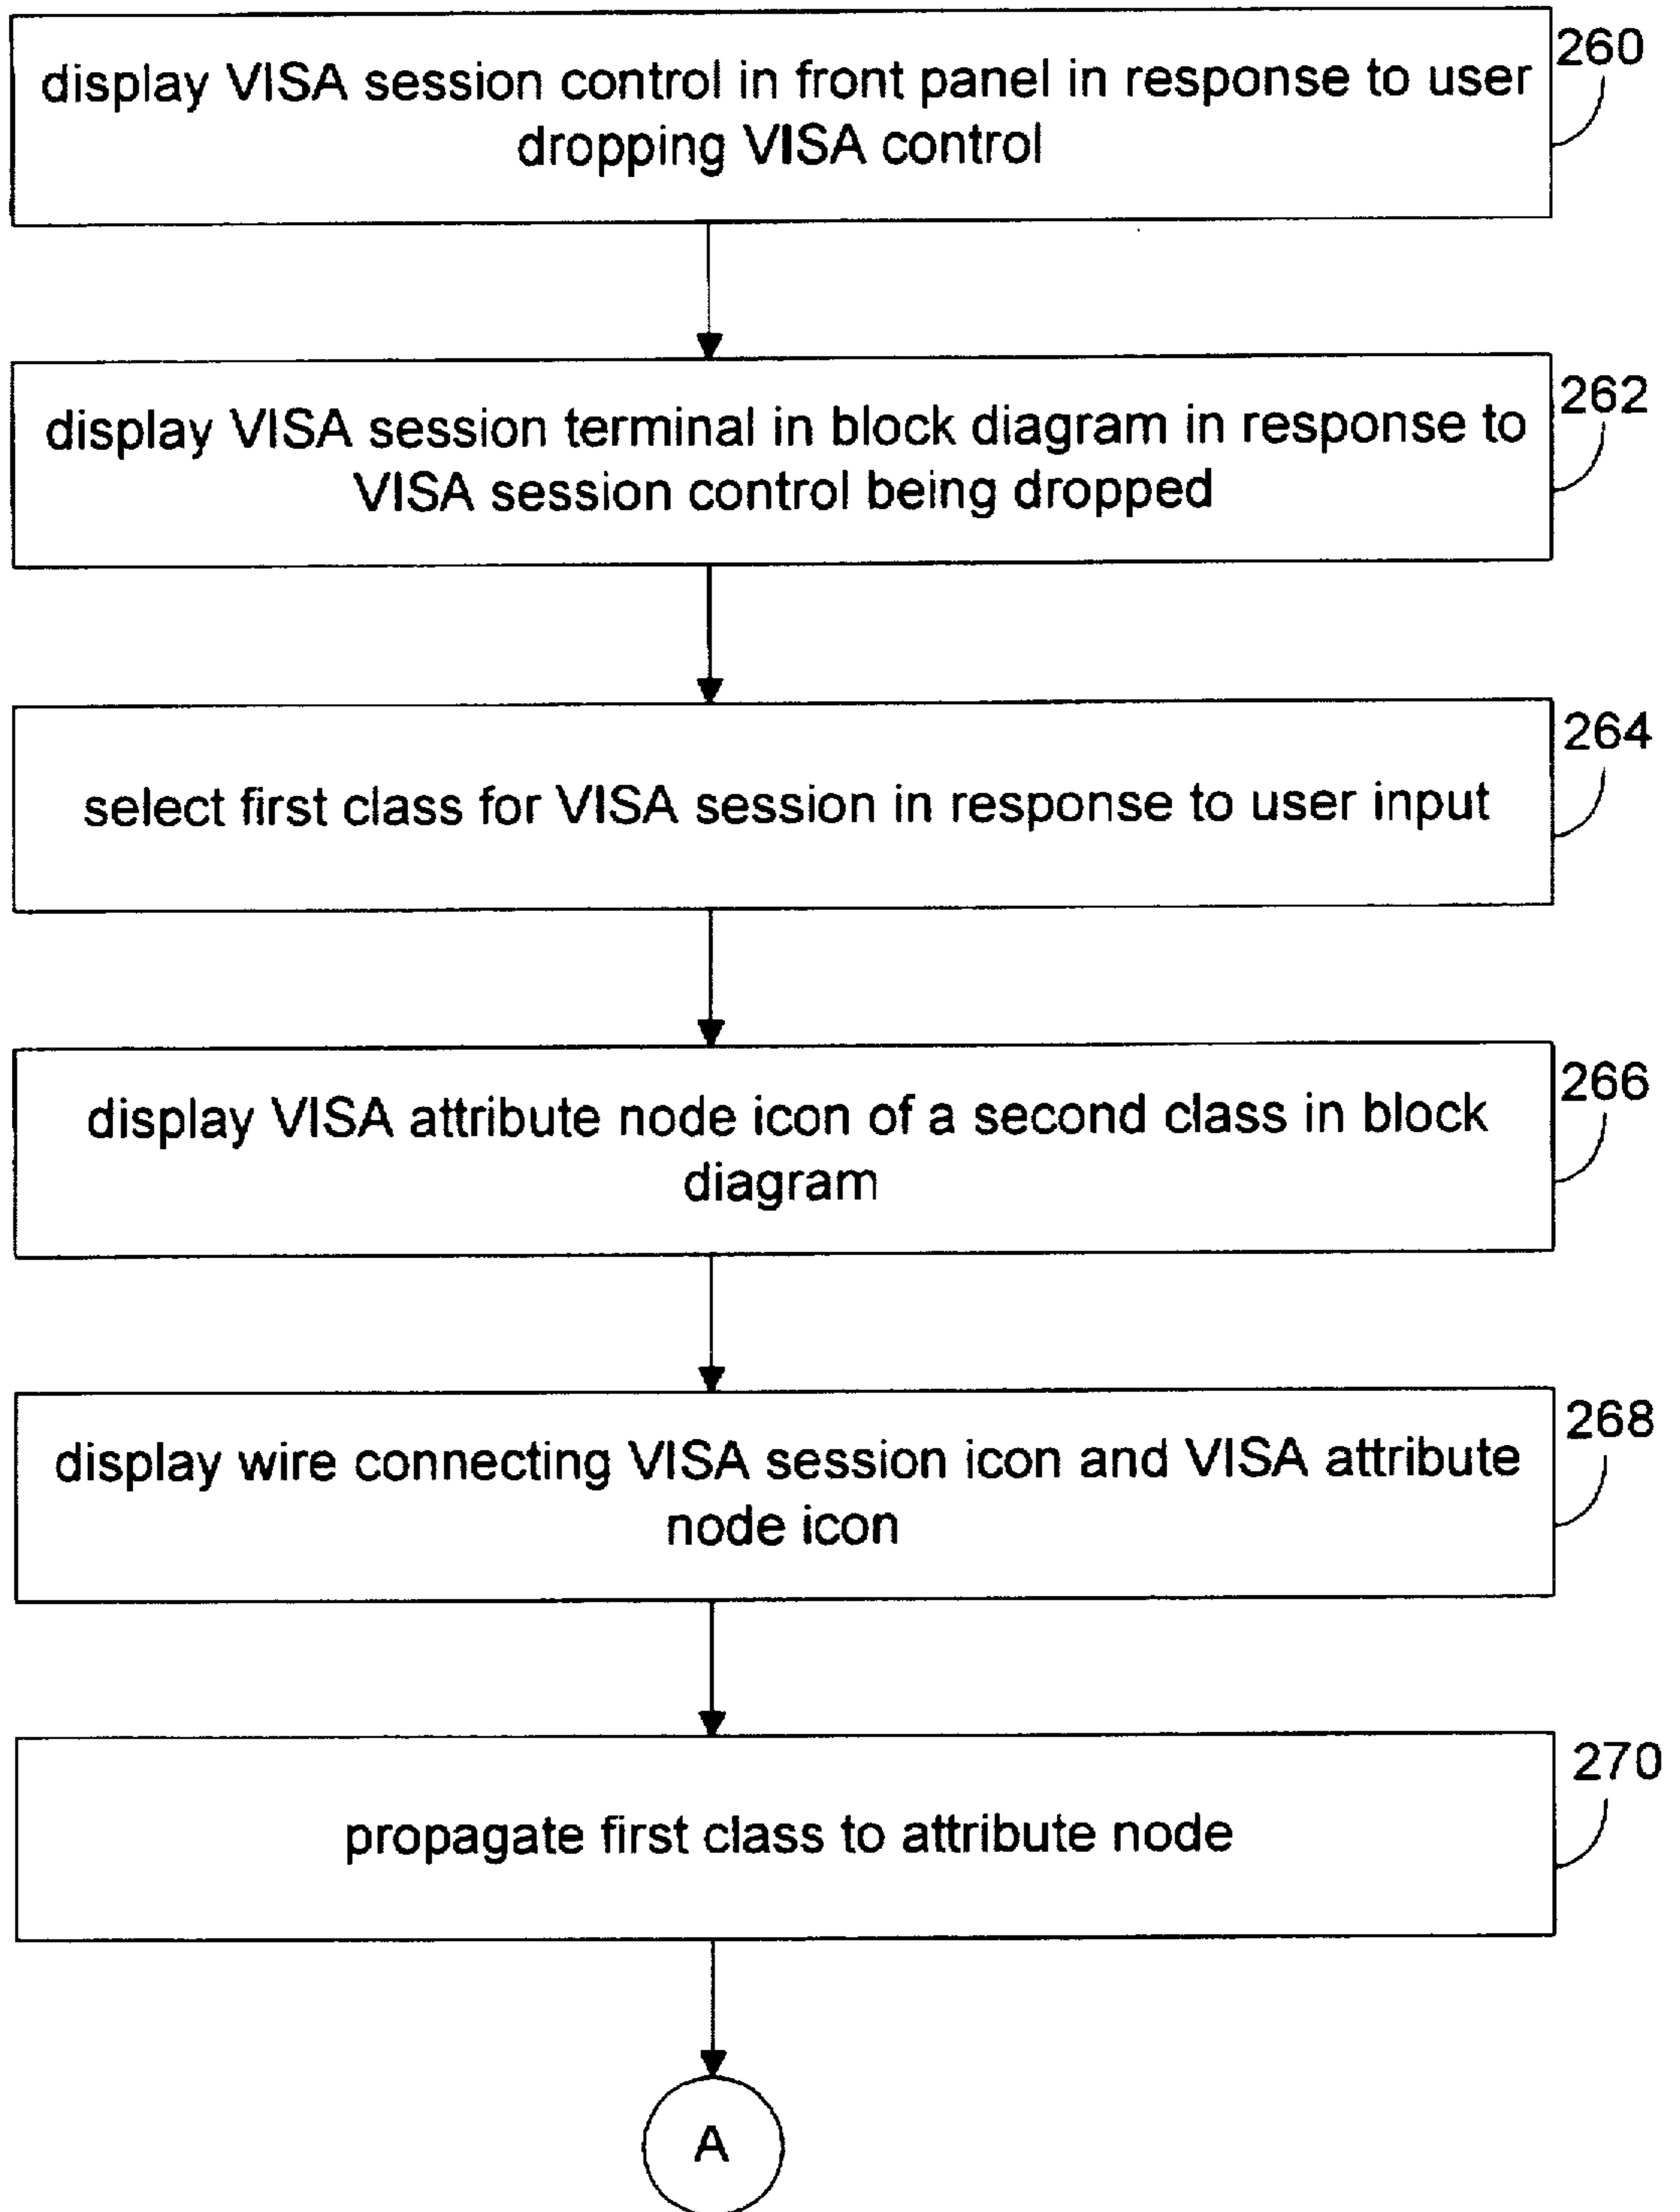 display VISA session control in front panel in response to user
dropping VISA control
260
display VISA session terminal in block diagram in response to
VISA session control being dropped
262
select first class for VISA session in response to user input
264
display VISA attribute node icon of a second class in block
diagram
266
display wire connecting VISA session icon and VISA attribute
node icon
268
propagate first class to attribute node
270
A